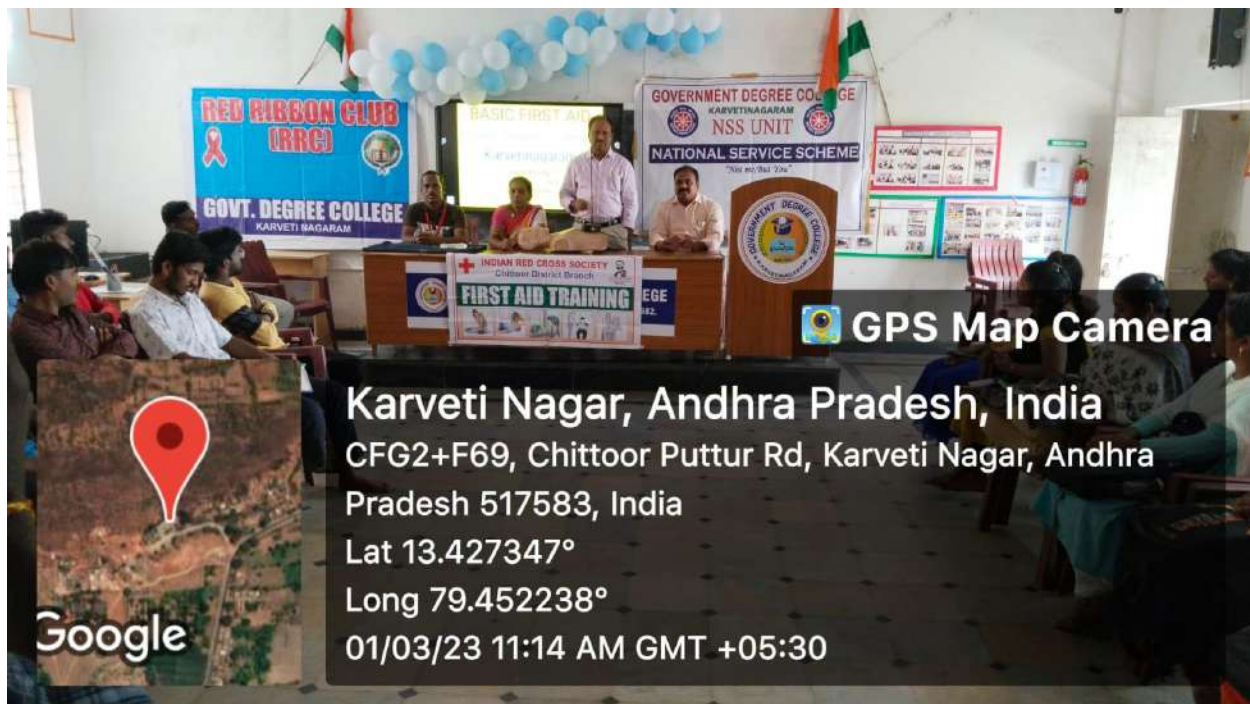 RED RIBBON CLUB
(RRC)
GOVT. DEGREE COLLEGE
KARVETI NAGARAM
BASIC FIRST AID
Karvetinagaram
GOVERNMENT DEGREE COLLEGE
KARVETINAGARAM
NSS UNIT
NATIONAL SERVICE SCHEME
"Not me, But You"
INDIAN RED CROSS SOCIETY
Chittoor District Branch
FIRST AID TRAINING
EGE
GOVERNMENT DEGREE COLLEGE
KARVETINAGARAM
GPS Map Camera
Karveti Nagar, Andhra Pradesh, India
CFG2+F69, Chittoor Puttur Rd, Karveti Nagar, Andhra
Pradesh 517583, India
Lat 13.427347°
Long 79.452238°
01/03/23 11:14 AM GMT +05:30
Google